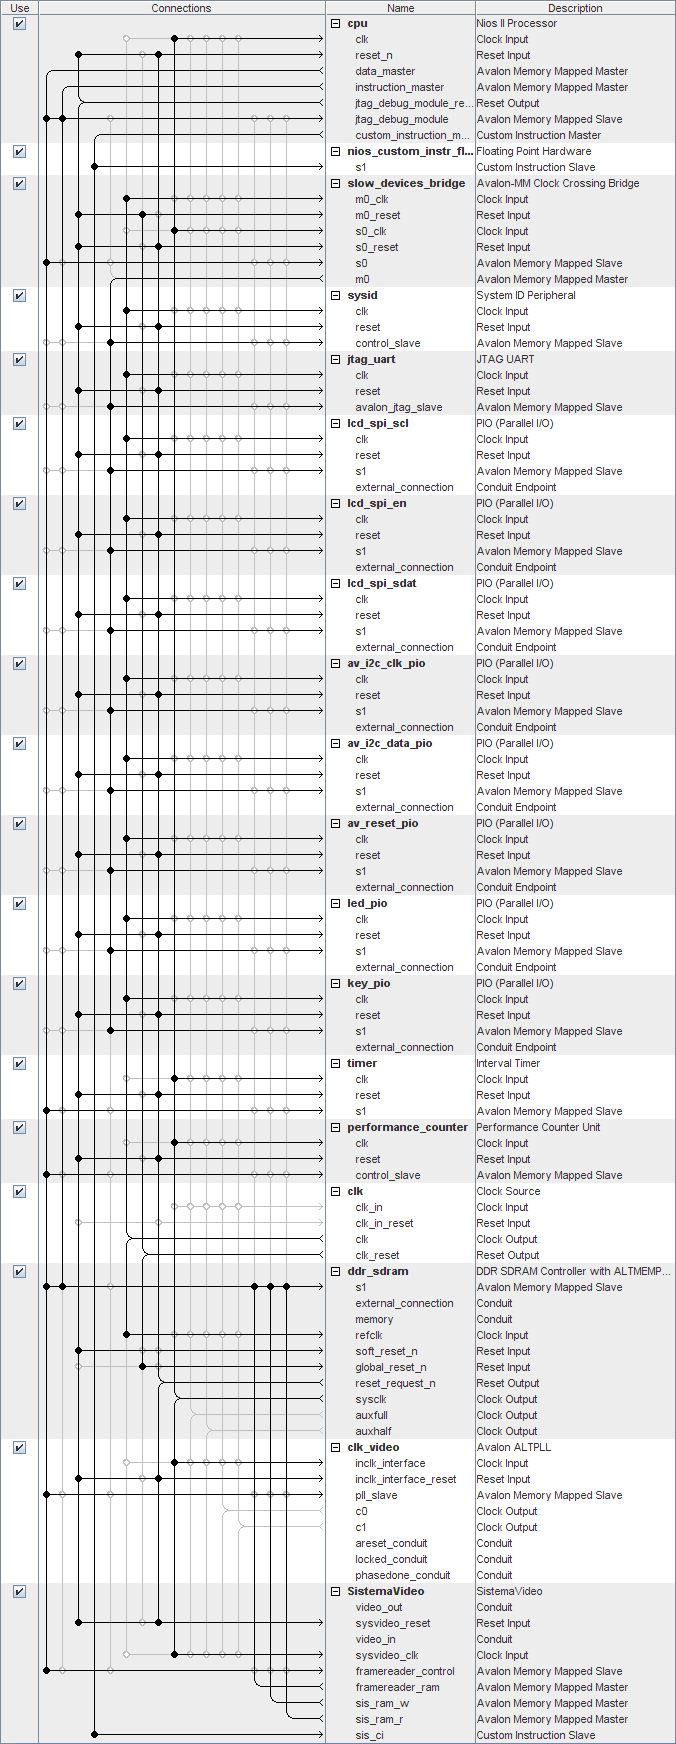 Use Connections Name Description
cpu Nios II Processor
clk Clock Input
reset_n Reset Input
data_master Avalon Memory Mapped Master
instruction_master Avalon Memory Mapped Master
jtag_debug_module_re... Reset Output
jtag_debug_module Avalon Memory Mapped Slave
custom_instruction_m... Custom Instruction Master
nios_custom_instr_fl... Floating Point Hardware
s1 Custom Instruction Slave
slow_devices_bridge Avalon-MM Clock Crossing Bridge
m0_clk Clock Input
m0_reset Reset Input
s0_clk Clock Input
s0_reset Reset Input
s0 Avalon Memory Mapped Slave
m0 Avalon Memory Mapped Master
sysid System ID Peripheral
clk Clock Input
reset Reset Input
control_slave Avalon Memory Mapped Slave
jtag_uart JTAG UART
clk Clock Input
reset Reset Input
avalon_jtag_slave Avalon Memory Mapped Slave
lcd_spi_scl PIO (Parallel I/O)
clk Clock Input
reset Reset Input
s1 Avalon Memory Mapped Slave
external_connection Conduit Endpoint
lcd_spi_en PIO (Parallel I/O)
clk Clock Input
reset Reset Input
s1 Avalon Memory Mapped Slave
external_connection Conduit Endpoint
lcd_spi_sdat PIO (Parallel I/O)
clk Clock Input
reset Reset Input
s1 Avalon Memory Mapped Slave
external_connection Conduit Endpoint
av_i2c_clk_pio PIO (Parallel I/O)
clk Clock Input
reset Reset Input
s1 Avalon Memory Mapped Slave
external_connection Conduit Endpoint
av_i2c_data_pio PIO (Parallel I/O)
clk Clock Input
reset Reset Input
s1 Avalon Memory Mapped Slave
external_connection Conduit Endpoint
av_reset_pio PIO (Parallel I/O)
clk Clock Input
reset Reset Input
s1 Avalon Memory Mapped Slave
external_connection Conduit Endpoint
led_pio PIO (Parallel I/O)
clk Clock Input
reset Reset Input
s1 Avalon Memory Mapped Slave
external_connection Conduit Endpoint
key_pio PIO (Parallel I/O)
clk Clock Input
reset Reset Input
s1 Avalon Memory Mapped Slave
external_connection Conduit Endpoint
timer Interval Timer
clk Clock Input
reset Reset Input
s1 Avalon Memory Mapped Slave
performance_counter Performance Counter Unit
clk Clock Input
reset Reset Input
control_slave Avalon Memory Mapped Slave
clk Clock Source
clk_in Clock Input
clk_in_reset Reset Input
clk Clock Output
clk_reset Reset Output
ddr_sdram DDR SDRAM Controller with ALTMEMP...
s1 Avalon Memory Mapped Slave
external_connection Conduit
memory Conduit
refclk Clock Input
soft_reset_n Reset Input
global_reset_n Reset Input
reset_request_n Reset Output
sysclk Clock Output
auxfull Clock Output
auxhalf Clock Output
clk_video Avalon ALTPLL
inclk_interface Clock Input
inclk_interface_reset Reset Input
pll_slave Avalon Memory Mapped Slave
c0 Clock Output
c1 Clock Output
areset_conduit Conduit
locked_conduit Conduit
phasedone_conduit Conduit
SistemaVideo SistemaVideo
video_out Conduit
sysvideo_reset Reset Input
video_in Conduit
sysvideo_clk Clock Input
framereader_control Avalon Memory Mapped Slave
framereader_ram Avalon Memory Mapped Master
sis_ram_w Avalon Memory Mapped Master
sis_ram_r Avalon Memory Mapped Master
sis_ci Custom Instruction Slave